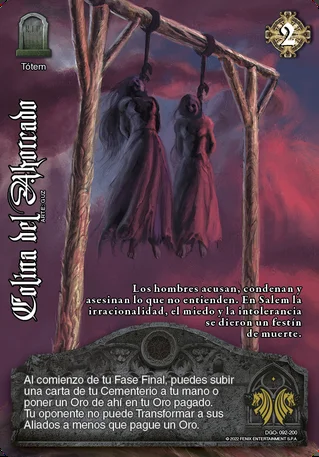 2
Tótem
Colina del Ahorcado
ARTE: GUZ
Los hombres acusan, condenan y
asesinan lo que no entienden. En Salem la
irracionalidad, el miedo y la intolerancia
se dieron un festín
de muerte.
Al comienzo de tu Fase Final, puedes subir
una carta de tu Cementerio a tu mano o
poner un Oro de ahí en tu Oro pagado.
Tu oponente no puede Transformar a sus
Aliados a menos que pague un Oro.
DGO- 092-200
© 2022 FENIX ENTERTAINMENT S.P.A.